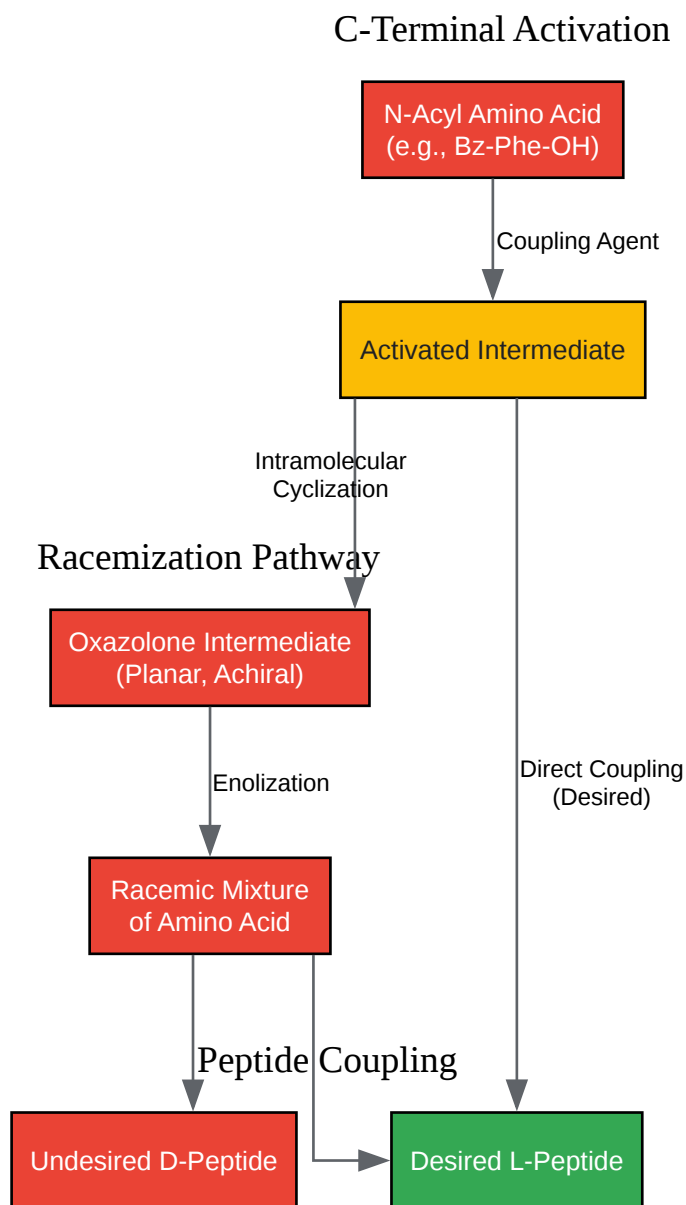 C-Terminal Activation
N-Acyl Amino Acid
(e.g., Bz-Phe-OH)
Coupling Agent
Activated Intermediate
Intramolecular
Cyclization
Racemization Pathway
Oxazolone Intermediate
(Planar, Achiral)
Direct Coupling
(Desired)
Enolization
Racemic Mixture
of Amino Acid
Peptide Coupling
Undesired D-Peptide
Desired L-Peptide